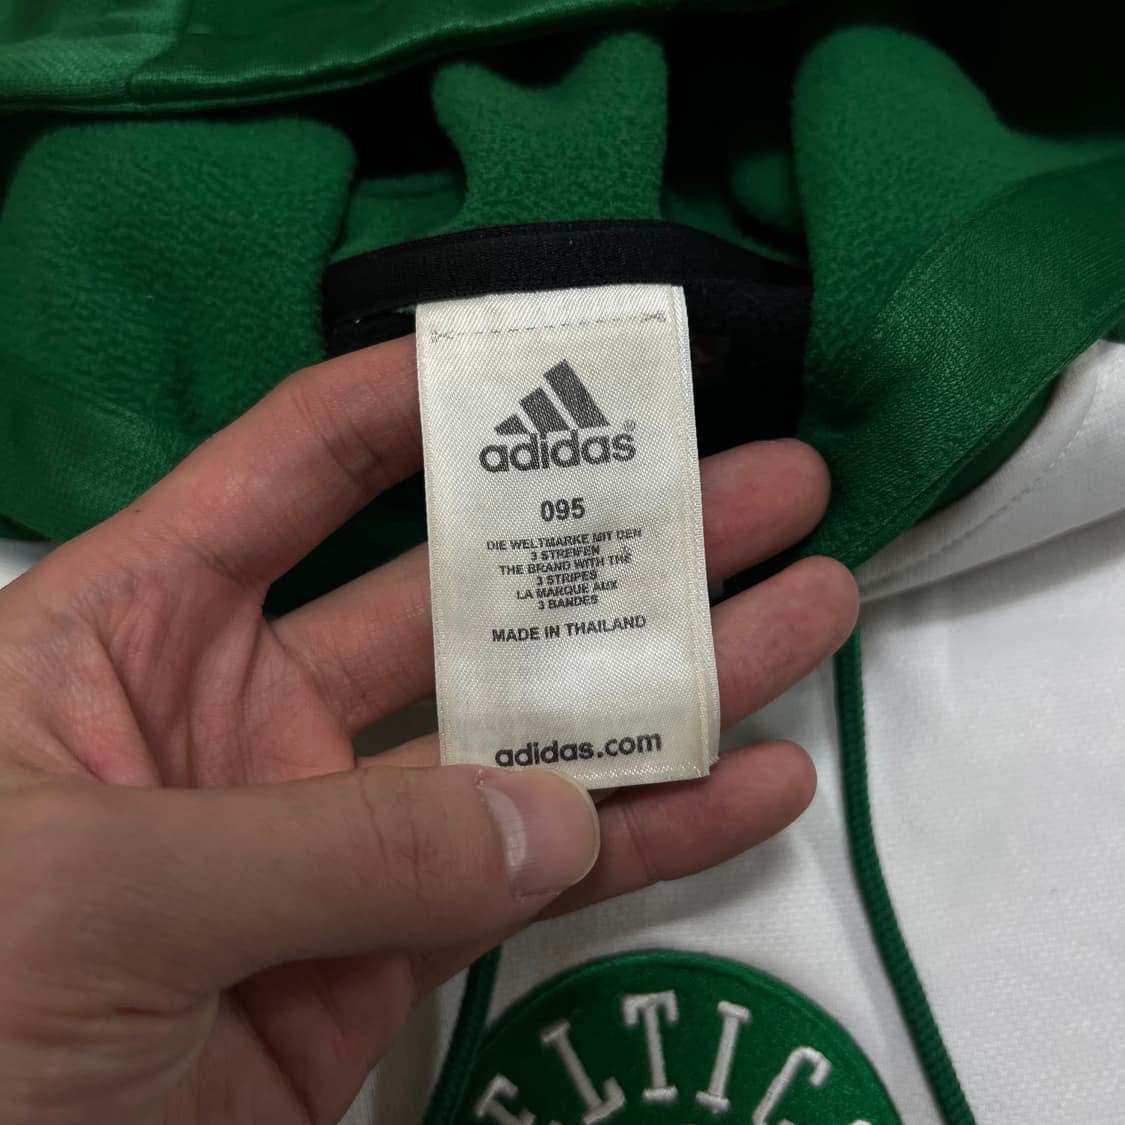 adidas®
095
DIE WELTMARKE MIT DEN
3 STREIFEN
THE BRAND WITH THE
3 STRIPES
LA MARQUE AUX
3 BANDES
MADE IN THAILAND
adidas.com
CELTICS